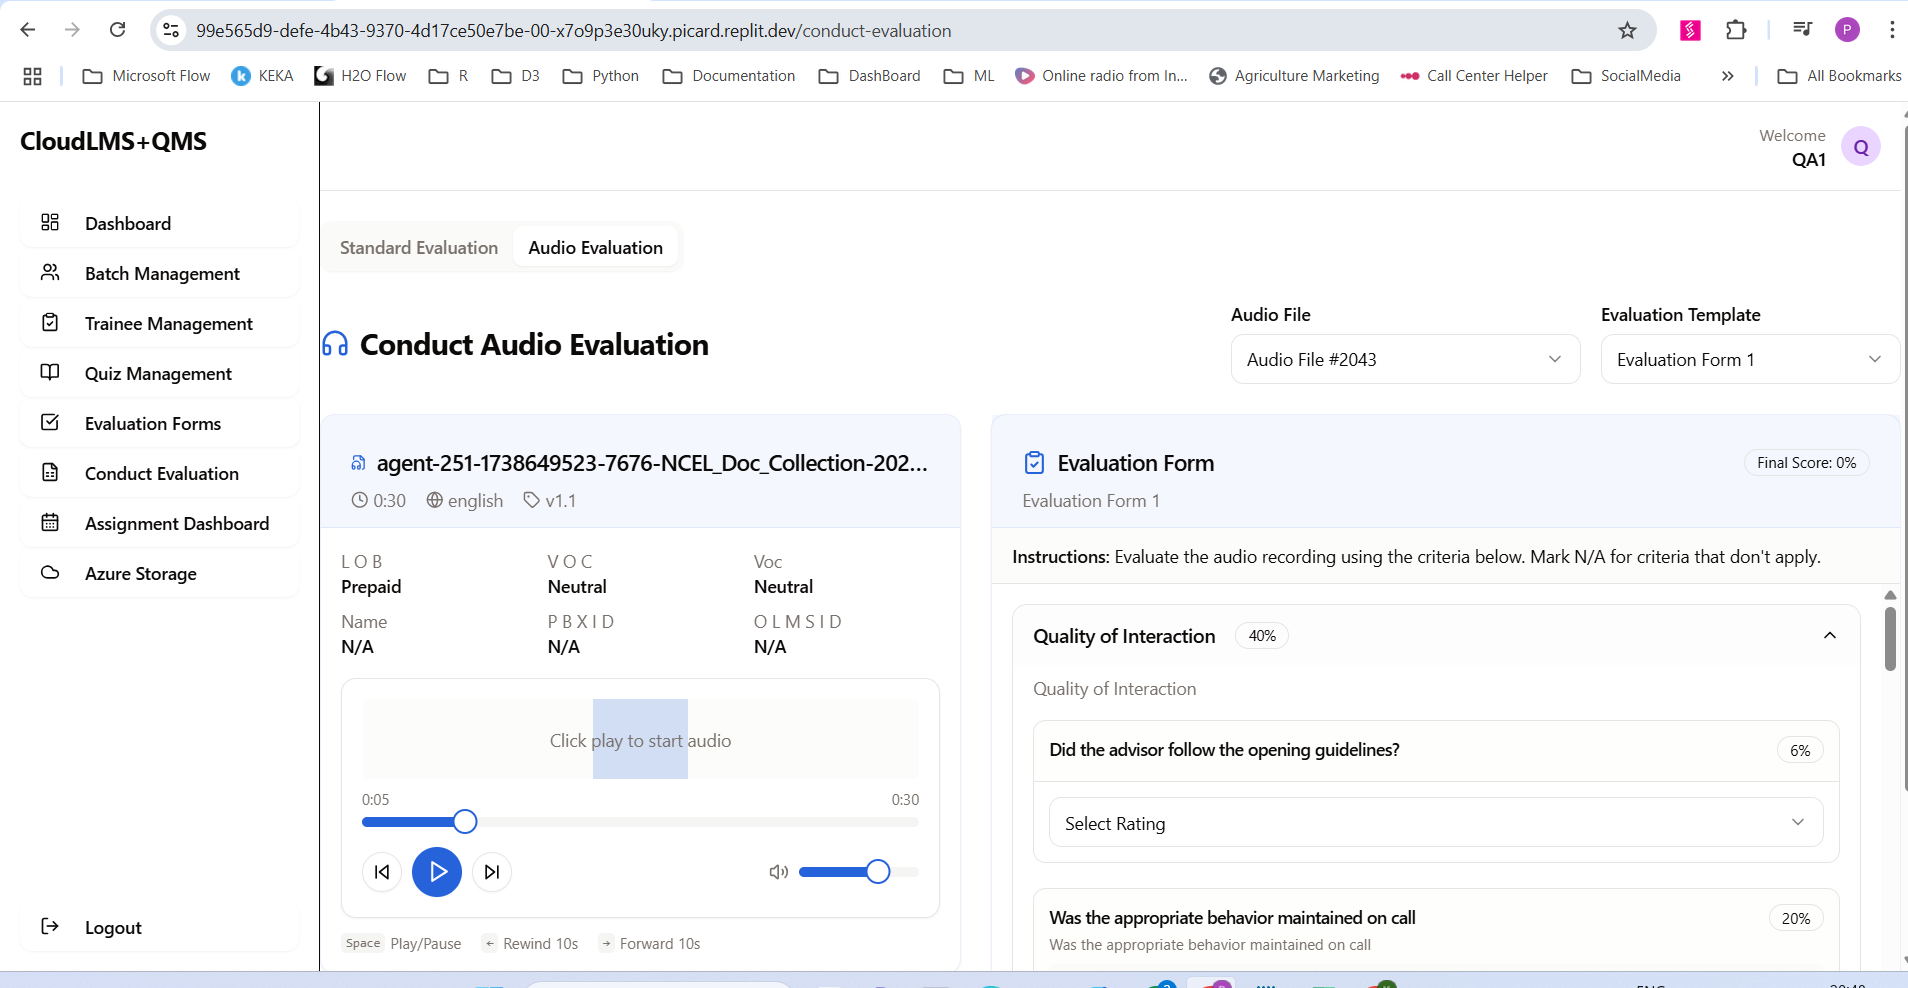 99e565d9-defe-4b43-9370-4d17ce50e7be-00-x7o9p3e30uky.picard.replit.dev/conduct-evaluation
P
Microsoft Flow KEKA H2O Flow R D3 Python Documentation DashBoard ML Online radio from In... Agriculture Marketing Call Center Helper SocialMedia » All Bookmarks
CloudLMS+QMS
Welcome
QA1
Q
Dashboard
Batch Management
Trainee Management
Quiz Management
Evaluation Forms
Conduct Evaluation
Assignment Dashboard
Azure Storage
Logout
Standard Evaluation Audio Evaluation
Conduct Audio Evaluation
Audio File
Audio File #2043
Evaluation Template
Evaluation Form 1
agent-251-1738649523-7676-NCEL_Doc_Collection-202...
0:30 english v1.1
L O B V O C Voc
Prepaid Neutral Neutral
Name P B X I D O L M S I D
N/A N/A N/A
Click play to start audio
0:05 0:30
Space Play/Pause ← Rewind 10s → Forward 10s
Evaluation Form
Final Score: 0%
Evaluation Form 1
Instructions: Evaluate the audio recording using the criteria below. Mark N/A for criteria that don't apply.
Quality of Interaction 40%
Quality of Interaction
Did the advisor follow the opening guidelines? 6%
Select Rating
Was the appropriate behavior maintained on call 20%
Was the appropriate behavior maintained on call